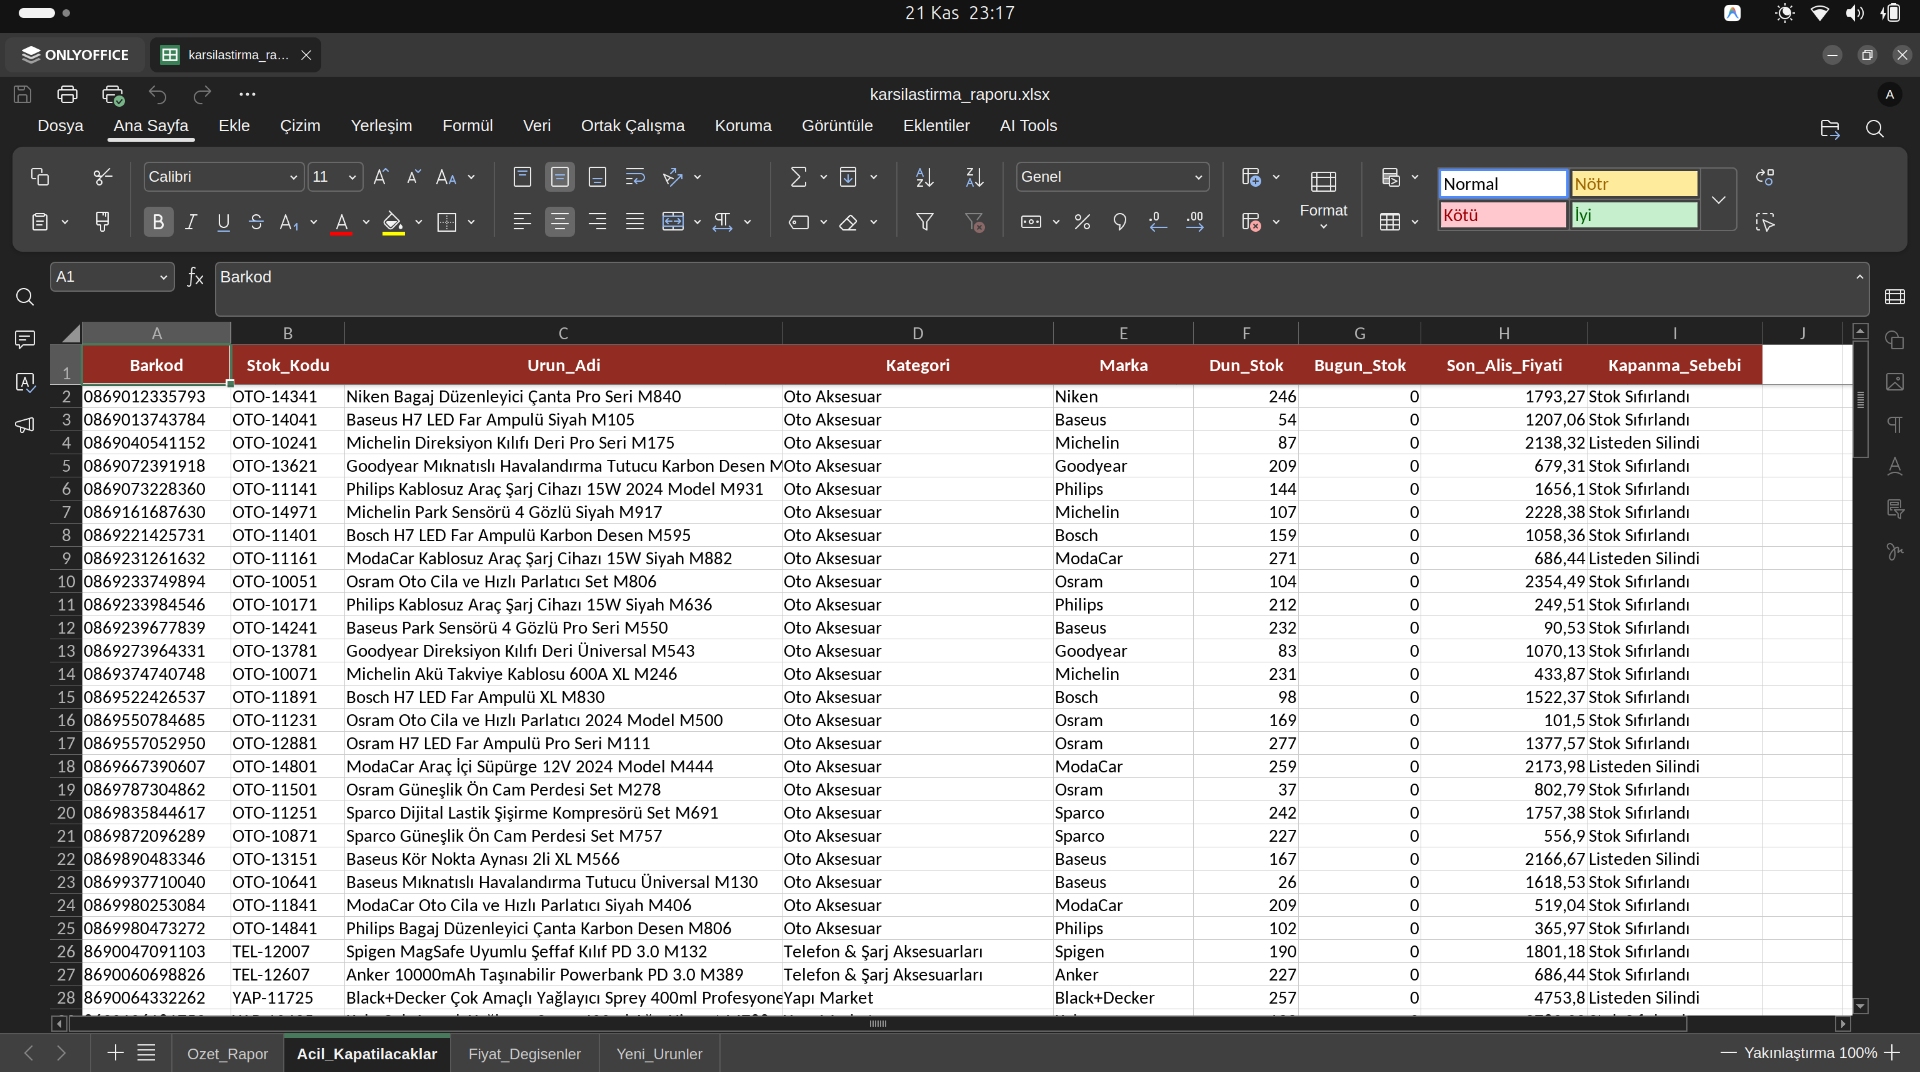 21 Kas 23:17
ONLYOFFICE
karsilastirma_ra...
karsilastirma_raporu.xlsx
A
Dosya Ana Sayfa Ekle Çizim Yerleşim Formül Veri Ortak Çalışma Koruma Görüntüle Eklentiler AI Tools
Calibri 11 Genel Format Normal Nötr Kötü İyi
A1 fx Barkod
A B C D E F G H I J
1 Barkod Stok_Kodu Urun_Adi Kategori Marka Dun_Stok Bugun_Stok Son_Alis_Fiyati Kapanma_Sebebi
2 0869012335793 OTO-14341 Niken Bagaj Düzenleyici Çanta Pro Seri M840 Oto Aksesuar Niken 246 0 1793,27 Stok Sıfırlandı
3 0869013743784 OTO-14041 Baseus H7 LED Far Ampulü Siyah M105 Oto Aksesuar Baseus 54 0 1207,06 Stok Sıfırlandı
4 0869040541152 OTO-10241 Michelin Direksiyon Kılıfı Deri Pro Seri M175 Oto Aksesuar Michelin 87 0 2138,32 Listeden Silindi
5 0869072391918 OTO-13621 Goodyear Mıknatıslı Havalandırma Tutucu Karbon Desen M Oto Aksesuar Goodyear 209 0 679,31 Stok Sıfırlandı
6 0869073228360 OTO-11141 Philips Kablosuz Araç Şarj Cihazı 15W 2024 Model M931 Oto Aksesuar Philips 144 0 1656,1 Stok Sıfırlandı
7 0869161687630 OTO-14971 Michelin Park Sensörü 4 Gözlü Siyah M917 Oto Aksesuar Michelin 107 0 2228,38 Stok Sıfırlandı
8 0869221425731 OTO-11401 Bosch H7 LED Far Ampulü Karbon Desen M595 Oto Aksesuar Bosch 159 0 1058,36 Stok Sıfırlandı
9 0869231261632 OTO-11161 ModaCar Kablosuz Araç Şarj Cihazı 15W Siyah M882 Oto Aksesuar ModaCar 271 0 686,44 Listeden Silindi
10 0869233749894 OTO-10051 Osram Oto Cila ve Hızlı Parlatıcı Set M806 Oto Aksesuar Osram 104 0 2354,49 Stok Sıfırlandı
11 0869233984546 OTO-10171 Philips Kablosuz Araç Şarj Cihazı 15W Siyah M636 Oto Aksesuar Philips 212 0 249,51 Stok Sıfırlandı
12 0869239677839 OTO-14241 Baseus Park Sensörü 4 Gözlü Pro Seri M550 Oto Aksesuar Baseus 232 0 90,53 Stok Sıfırlandı
13 0869273964331 OTO-13781 Goodyear Direksiyon Kılıfı Deri Üniversal M543 Oto Aksesuar Goodyear 83 0 1070,13 Stok Sıfırlandı
14 0869374740748 OTO-10071 Michelin Akü Takviye Kablosu 600A XL M246 Oto Aksesuar Michelin 231 0 433,87 Stok Sıfırlandı
15 0869522426537 OTO-11891 Bosch H7 LED Far Ampulü XL M830 Oto Aksesuar Bosch 98 0 1522,37 Stok Sıfırlandı
16 0869550784685 OTO-11231 Osram Oto Cila ve Hızlı Parlatıcı 2024 Model M500 Oto Aksesuar Osram 169 0 101,5 Stok Sıfırlandı
17 0869557052950 OTO-12881 Osram H7 LED Far Ampulü Pro Seri M111 Oto Aksesuar Osram 277 0 1377,57 Stok Sıfırlandı
18 0869667390607 OTO-14801 ModaCar Araç İçi Süpürge 12V 2024 Model M444 Oto Aksesuar ModaCar 259 0 2173,98 Listeden Silindi
19 0869787304862 OTO-11501 Osram Güneşlik Ön Cam Perdesi Set M278 Oto Aksesuar Osram 37 0 802,79 Stok Sıfırlandı
20 0869835844617 OTO-11251 Sparco Dijital Lastik Şişirme Kompresörü Set M691 Oto Aksesuar Sparco 242 0 1757,38 Stok Sıfırlandı
21 0869872096289 OTO-10871 Sparco Güneşlik Ön Cam Perdesi Set M757 Oto Aksesuar Sparco 227 0 556,9 Stok Sıfırlandı
22 0869890483346 OTO-13151 Baseus Kör Nokta Aynası 2li XL M566 Oto Aksesuar Baseus 167 0 2166,67 Listeden Silindi
23 0869937710040 OTO-10641 Baseus Mıknatıslı Havalandırma Tutucu Üniversal M130 Oto Aksesuar Baseus 26 0 1618,53 Stok Sıfırlandı
24 0869980253084 OTO-11841 ModaCar Oto Cila ve Hızlı Parlatıcı Siyah M406 Oto Aksesuar ModaCar 209 0 519,04 Stok Sıfırlandı
25 0869980473272 OTO-14841 Philips Bagaj Düzenleyici Çanta Karbon Desen M806 Oto Aksesuar Philips 102 0 365,97 Stok Sıfırlandı
26 8690047091103 TEL-12007 Spigen MagSafe Uyumlu Şeffaf Kılıf PD 3.0 M132 Telefon & Şarj Aksesuarları Spigen 190 0 1801,18 Stok Sıfırlandı
27 8690060698826 TEL-12607 Anker 10000mAh Taşınabilir Powerbank PD 3.0 M389 Telefon & Şarj Aksesuarları Anker 227 0 686,44 Stok Sıfırlandı
28 8690064332262 YAP-11725 Black+Decker Çok Amaçlı Yağlayıcı Sprey 400ml Profesyone Yapı Market Black+Decker 257 0 4753,8 Listeden Silindi
Ozet_Rapor Acil_Kapatilacaklar Fiyat_Degisenler Yeni_Urunler Yakınlaştırma 100%